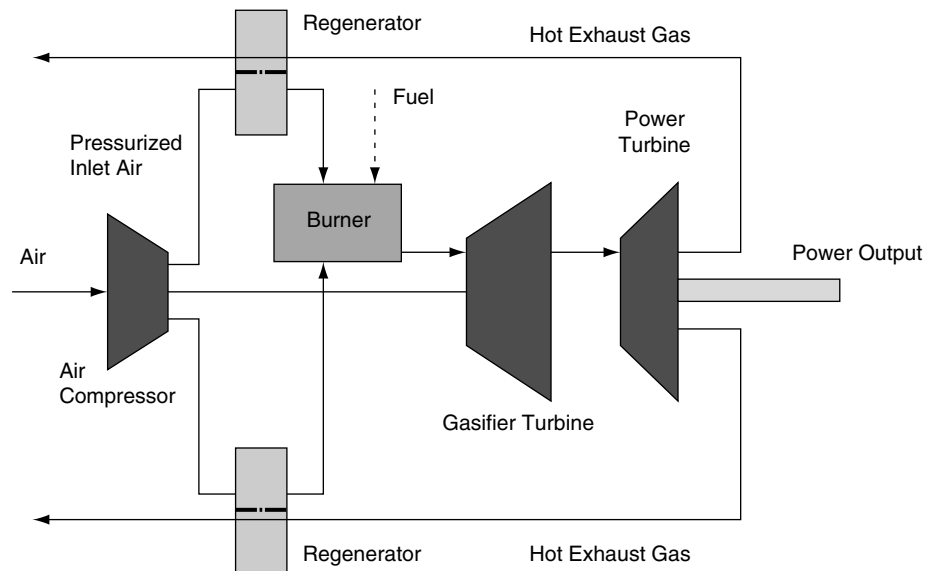 Regenerator
Hot Exhaust Gas
Fuel
Power
Turbine
Pressurized
Inlet Air
Burner
Air
Power Output
Air
Compressor
Gasifier Turbine
Regenerator
Hot Exhaust Gas